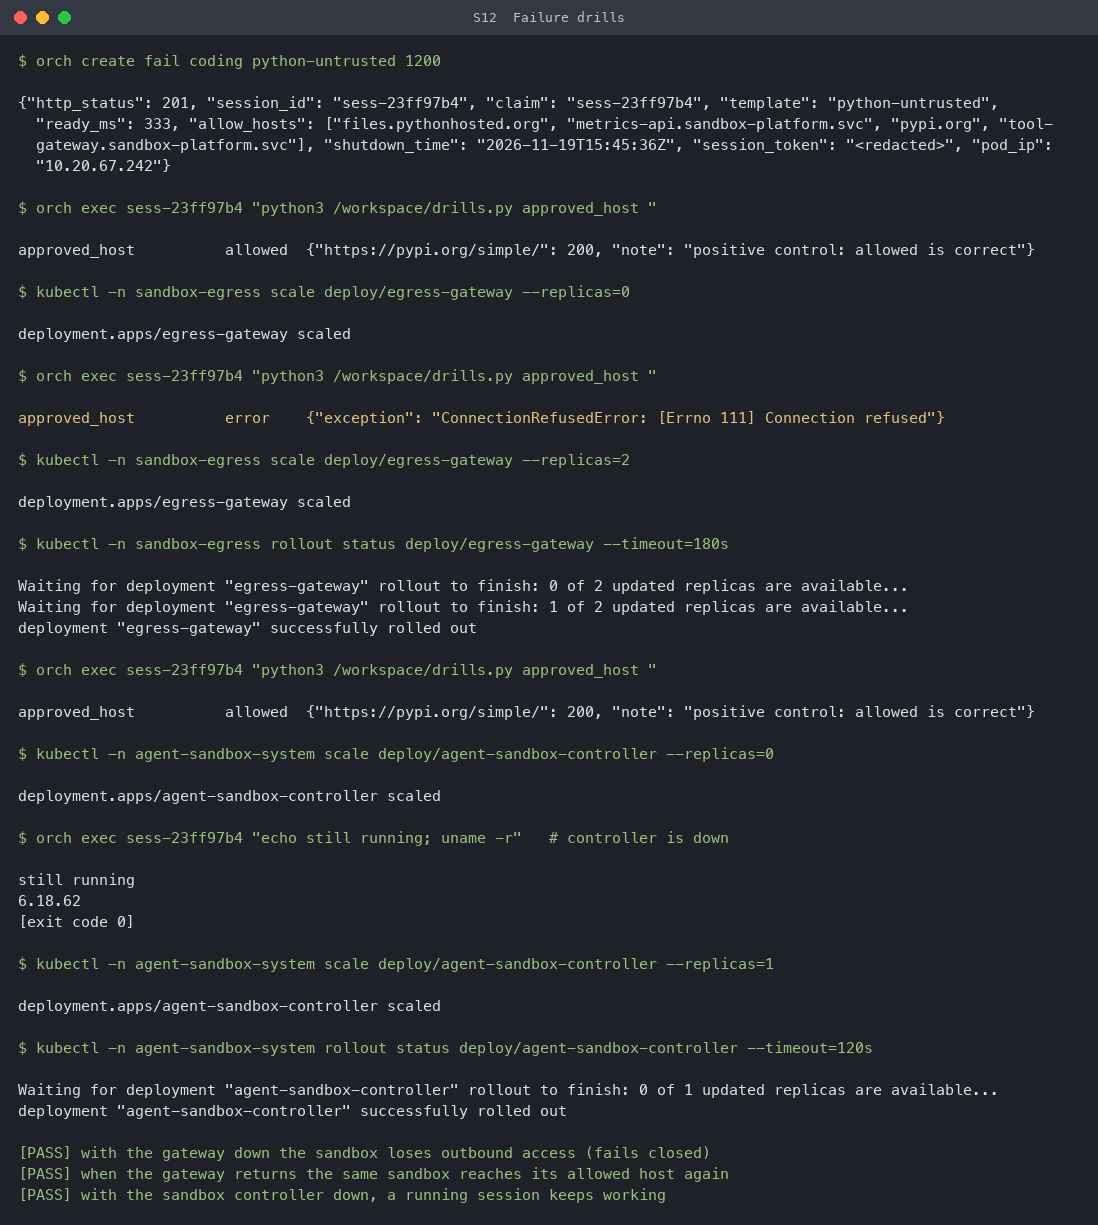 S12  Failure drills
$ orch create fail coding python-untrusted 1200
{"http_status": 201, "session_id": "sess-23ff97b4", "claim": "sess-23ff97b4", "template": "python-untrusted",
"ready_ms": 333, "allow_hosts": ["files.pythonhosted.org", "metrics-api.sandbox-platform.svc", "pypi.org", "tool-
gateway.sandbox-platform.svc"], "shutdown_time": "2026-11-19T15:45:36Z", "session_token": "<redacted>", "pod_ip":
"10.20.67.242"}
$ orch exec sess-23ff97b4 "python3 /workspace/drills.py approved_host "
approved_host          allowed  {"https://pypi.org/simple/": 200, "note": "positive control: allowed is correct"}
$ kubectl -n sandbox-egress scale deploy/egress-gateway --replicas=0
deployment.apps/egress-gateway scaled
$ orch exec sess-23ff97b4 "python3 /workspace/drills.py approved_host "
approved_host          error    {"exception": "ConnectionRefusedError: [Errno 111] Connection refused"}
$ kubectl -n sandbox-egress scale deploy/egress-gateway --replicas=2
deployment.apps/egress-gateway scaled
$ kubectl -n sandbox-egress rollout status deploy/egress-gateway --timeout=180s
Waiting for deployment "egress-gateway" rollout to finish: 0 of 2 updated replicas are available...
Waiting for deployment "egress-gateway" rollout to finish: 1 of 2 updated replicas are available...
deployment "egress-gateway" successfully rolled out
$ orch exec sess-23ff97b4 "python3 /workspace/drills.py approved_host "
approved_host          allowed  {"https://pypi.org/simple/": 200, "note": "positive control: allowed is correct"}
$ kubectl -n agent-sandbox-system scale deploy/agent-sandbox-controller --replicas=0
deployment.apps/agent-sandbox-controller scaled
$ orch exec sess-23ff97b4 "echo still running; uname -r"   # controller is down
still running
6.18.62
[exit code 0]
$ kubectl -n agent-sandbox-system scale deploy/agent-sandbox-controller --replicas=1
deployment.apps/agent-sandbox-controller scaled
$ kubectl -n agent-sandbox-system rollout status deploy/agent-sandbox-controller --timeout=120s
Waiting for deployment "agent-sandbox-controller" rollout to finish: 0 of 1 updated replicas are available...
deployment "agent-sandbox-controller" successfully rolled out
[PASS] with the gateway down the sandbox loses outbound access (fails closed)
[PASS] when the gateway returns the same sandbox reaches its allowed host again
[PASS] with the sandbox controller down, a running session keeps working